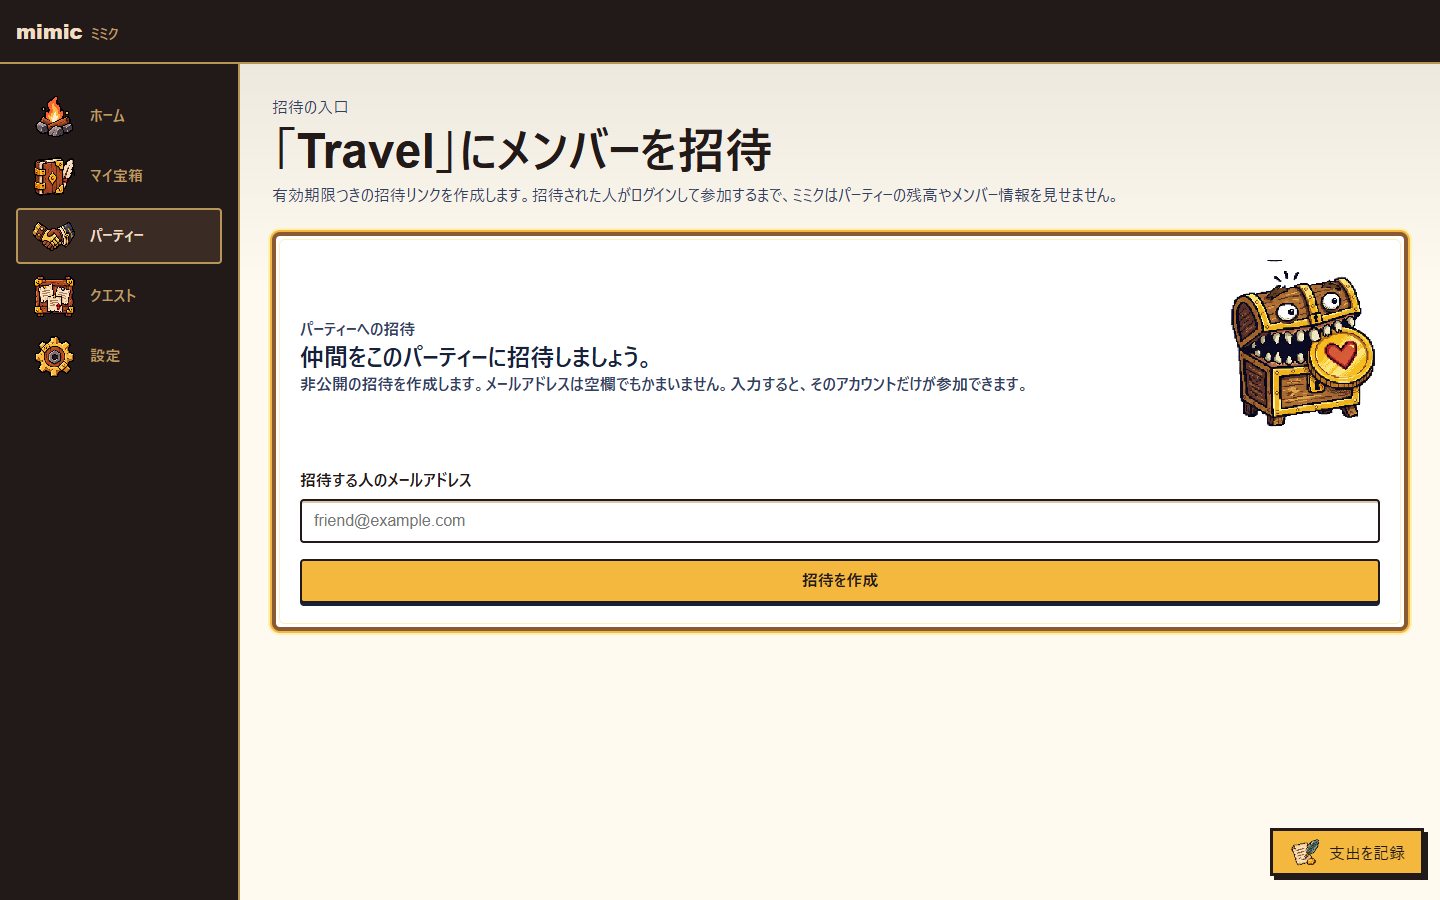 mimic ミミク
ホーム
マイ宝箱
パーティー
クエスト
設定
招待の入口
「Travel」にメンバーを招待
有効期限つきの招待リンクを作成します。招待された人がログインして参加するまで、ミミクはパーティーの残高やメンバー情報を見せません。
パーティーへの招待
仲間をこのパーティーに招待しましょう。
非公開の招待を作成します。メールアドレスは空欄でもかまいません。入力すると、そのアカウントだけが参加できます。
招待する人のメールアドレス
friend@example.com
招待を作成
支出を記録